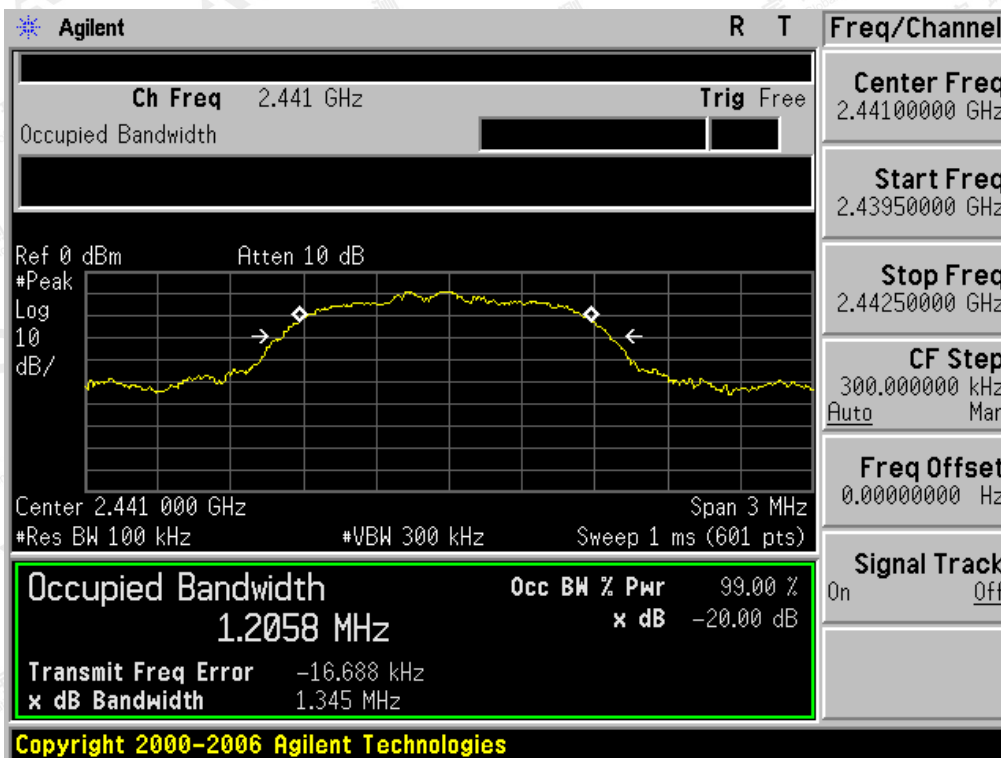 Agilent R T Freq/Channel
Ch Freq 2.441 GHz Trig Free
Occupied Bandwidth
Center Freq
2.44100000 GHz
Start Freq
2.43950000 GHz
Stop Freq
2.44250000 GHz
CF Step
300.000000 kHz
Auto Man
Freq Offset
0.00000000 Hz
Signal Track
On Off
Ref 0 dBm Atten 10 dB
#Peak
Log
10
dB/
Center 2.441 000 GHz Span 3 MHz
#Res BW 100 kHz #VBW 300 kHz Sweep 1 ms (601 pts)
Occupied Bandwidth Occ BW % Pwr 99.00 %
1.2058 MHz x dB -20.00 dB
Transmit Freq Error -16.688 kHz
x dB Bandwidth 1.345 MHz
Copyright 2000-2006 Agilent Technologies